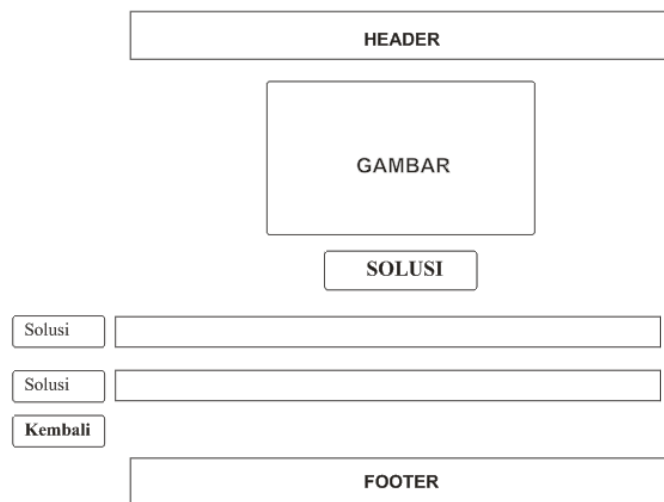 HEADER
GAMBAR
SOLUSI
Solusi
Solusi
Kembali
FOOTER